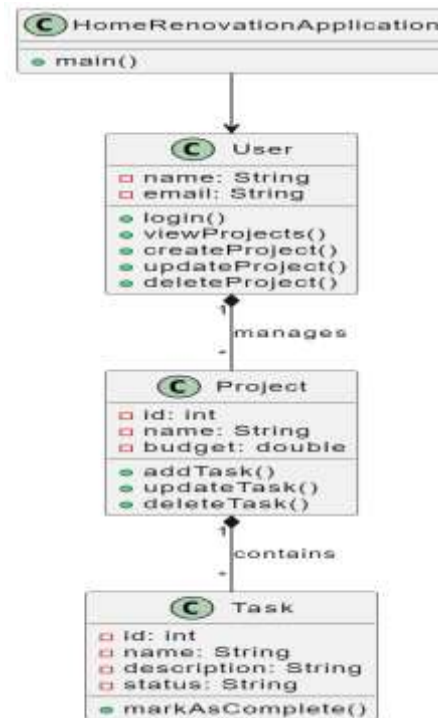 C HomeRenovationApplication
main()
C User
name: String
email: String
login()
viewProjects()
createProject()
updateProject()
deleteProject()
1
manages
*
C Project
id: int
name: String
budget: double
addTask()
updateTask()
deleteTask()
1
contains
*
C Task
id: int
name: String
description: String
status: String
markAsComplete()